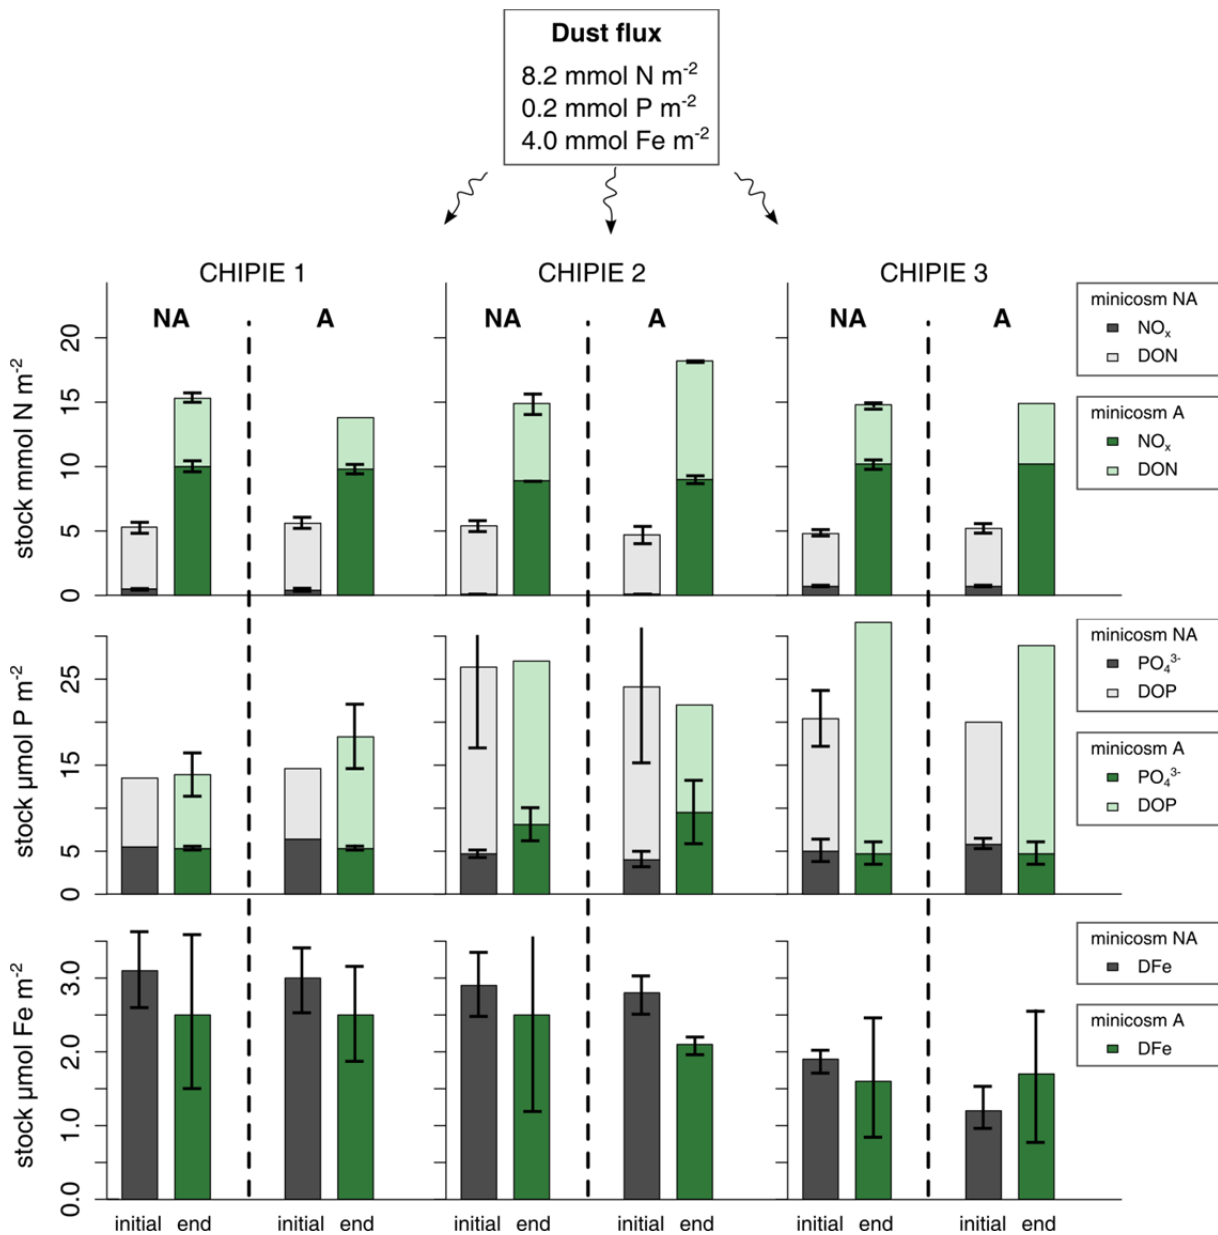 Dust flux
8.2 mmol N m⁻²
0.2 mmol P m⁻²
4.0 mmol Fe m⁻²
CHIPIE 1
CHIPIE 2
CHIPIE 3
NA
A
NA
A
NA
A
stock mmol N m⁻²
20
15
10
5
0
minicosm NA
NOₓ
DON
minicosm A
NOₓ
DON
stock µmol P m⁻²
25
15
5
0
minicosm NA
PO₄³⁻
DOP
minicosm A
PO₄³⁻
DOP
stock µmol Fe m⁻²
3.0
2.0
1.0
0.0
minicosm NA
DFe
minicosm A
DFe
initial end initial end initial end initial end initial end initial end